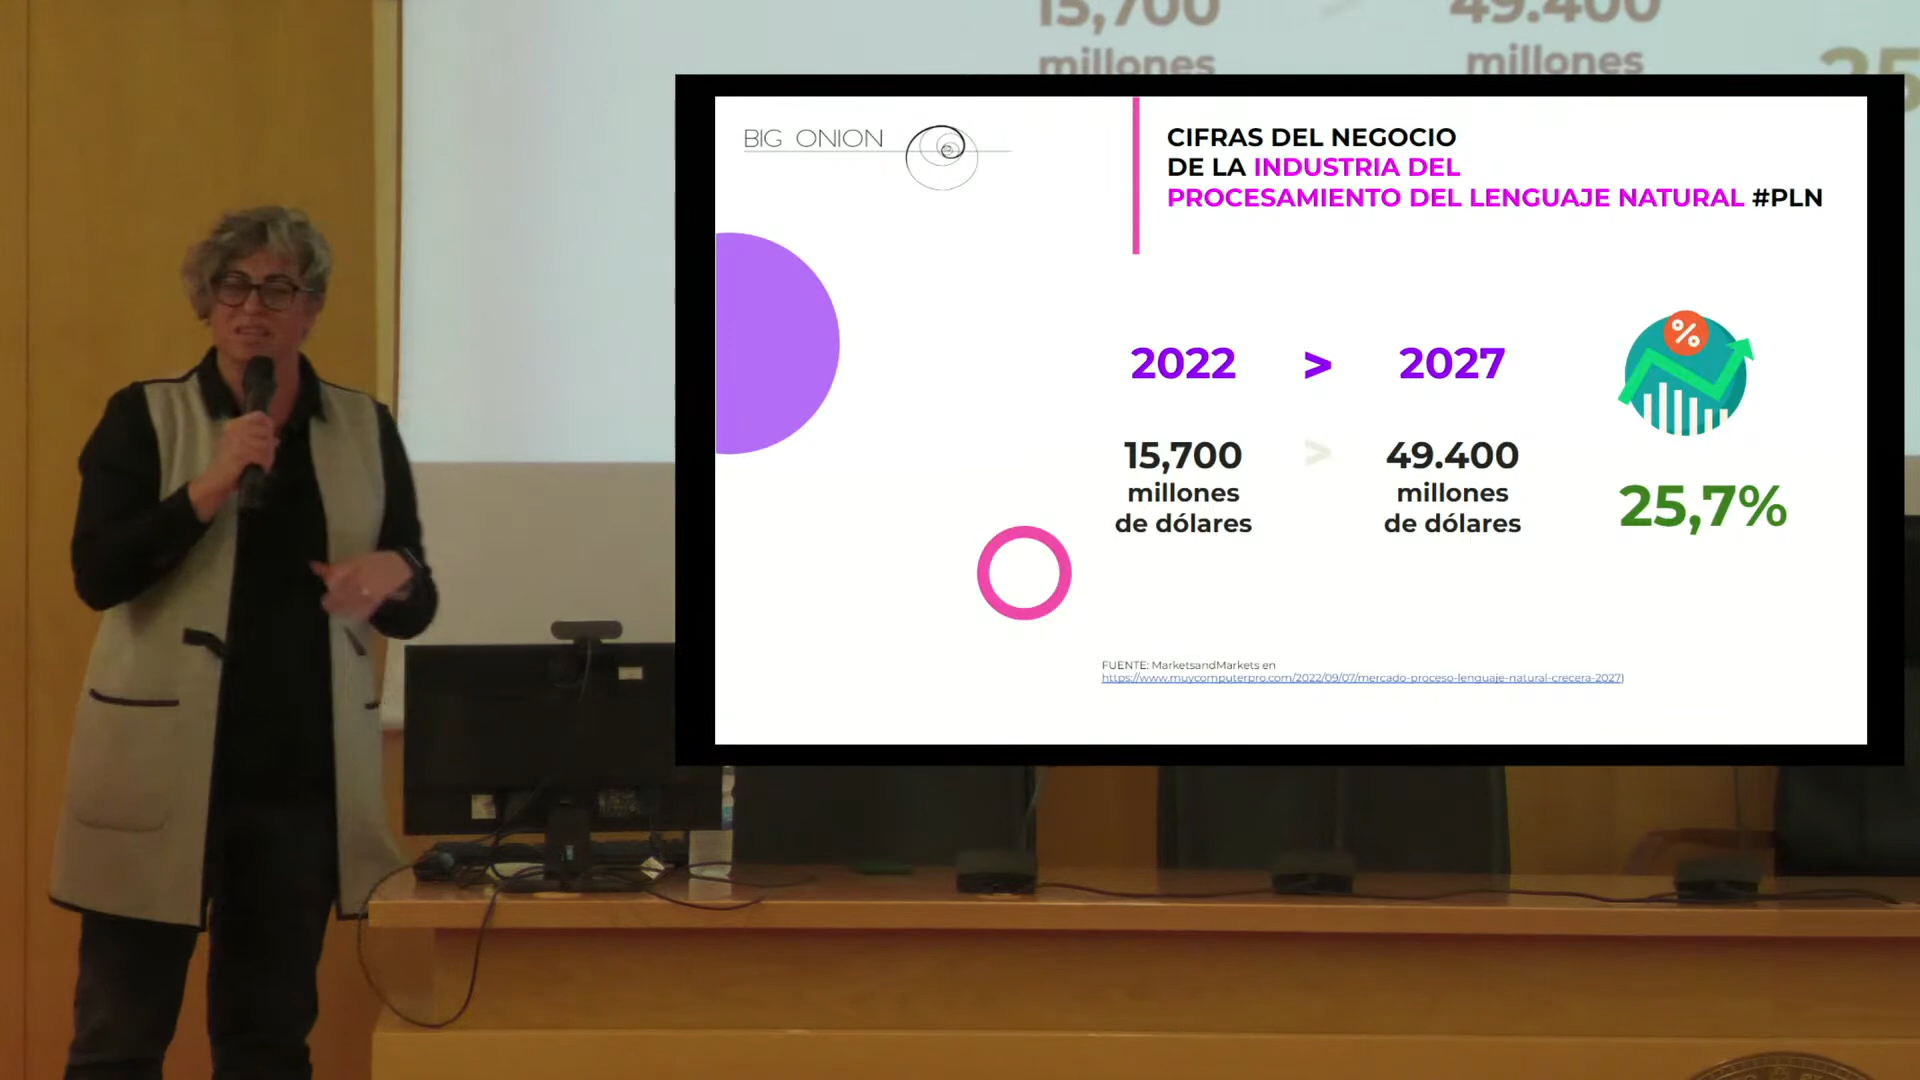 15,700
49.400
millones
millones
25
BIG ONION
CIFRAS DEL NEGOCIO
DE LA INDUSTRIA DEL
PROCESAMIENTO DEL LENGUAJE NATURAL #PLN
2022 > 2027
15,700 > 49.400
millones millones
de dólares de dólares
%
25,7%
FUENTE: MarketsandMarkets en
https://www.muycomputerpro.com/2022/09/07/mercado-proceso-lenguaje-natural-crecera-2027)